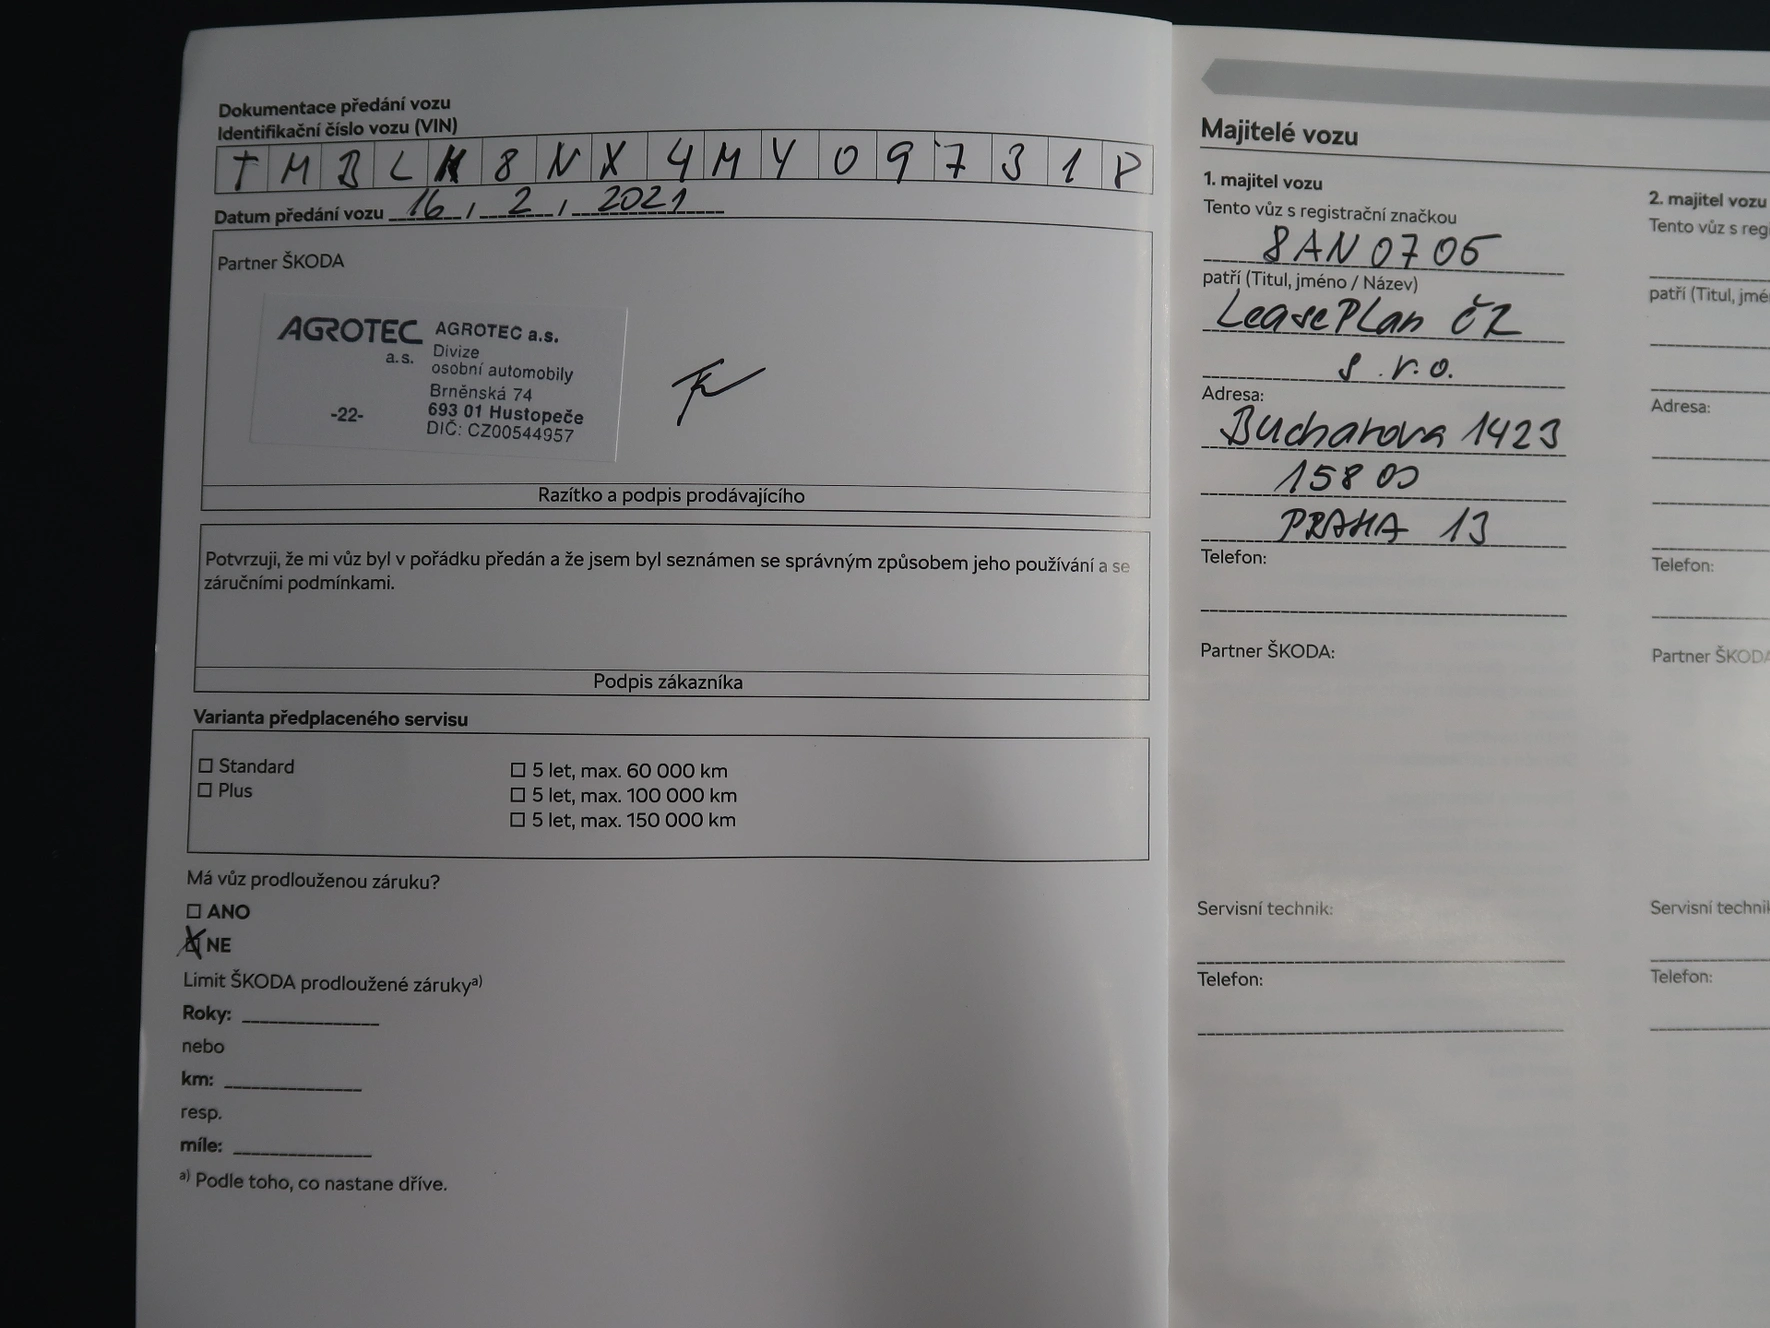 Dokumentace předání vozu
Identifikační číslo vozu (VIN)
T M B L K 8 N X 4 M Y 0 9 7 3 1 P
Datum předání vozu 16, 2, 2021
Partner ŠKODA
AGROTEC a.s.
-22-
AGROTEC a.s.
Divize
osobní automobily
Brněnská 74
693 01 Hustopeče
DIČ: CZ00544957
Razítko a podpis prodávajícího
Potvrzuji, že mi vůz byl v pořádku předán a že jsem byl seznámen se správným způsobem jeho používání a se
záručními podmínkami.
Podpis zákazníka
Varianta předplaceného servisu
☐ Standard
☐ Plus
☐ 5 let, max. 60 000 km
☐ 5 let, max. 100 000 km
☐ 5 let, max. 150 000 km
Má vůz prodlouženou záruku?
☐ ANO
☒ NE
Limit ŠKODA prodloužené zárukyᵃ⁾
Roky:
nebo
km:
resp.
míle:
ᵃ⁾ Podle toho, co nastane dříve.
Majitelé vozu
1. majitel vozu
Tento vůz s registrační značkou
8AN 0706
patří (Titul, jméno / Název)
LeasePlan ČR
s.r.o.
Adresa:
Bucharova 1423
158 00
PRAHA 13
Telefon:
Partner ŠKODA:
Servisní technik:
Telefon:
2. majitel vozu
Tento vůz s reg
patří (Titul, jmé
Adresa:
Telefon:
Partner ŠKODA
Servisní technik
Telefon: